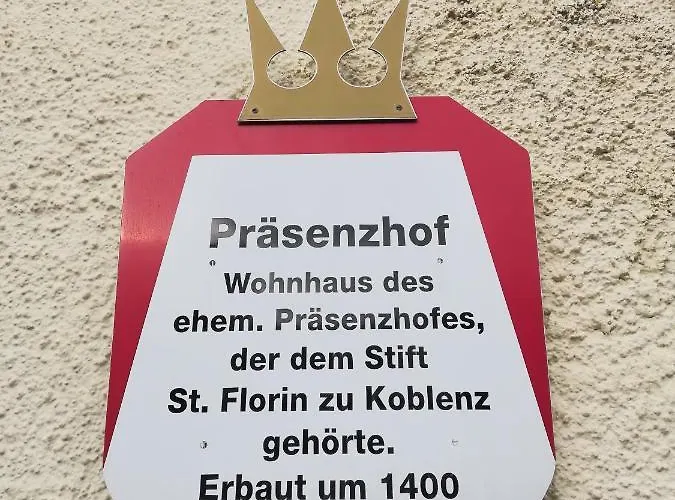 Präsenzhof
Wohnhaus des
ehem. Präsenzhofes,
der dem Stift
St. Florin zu Koblenz
gehörte.
Erbaut um 1400